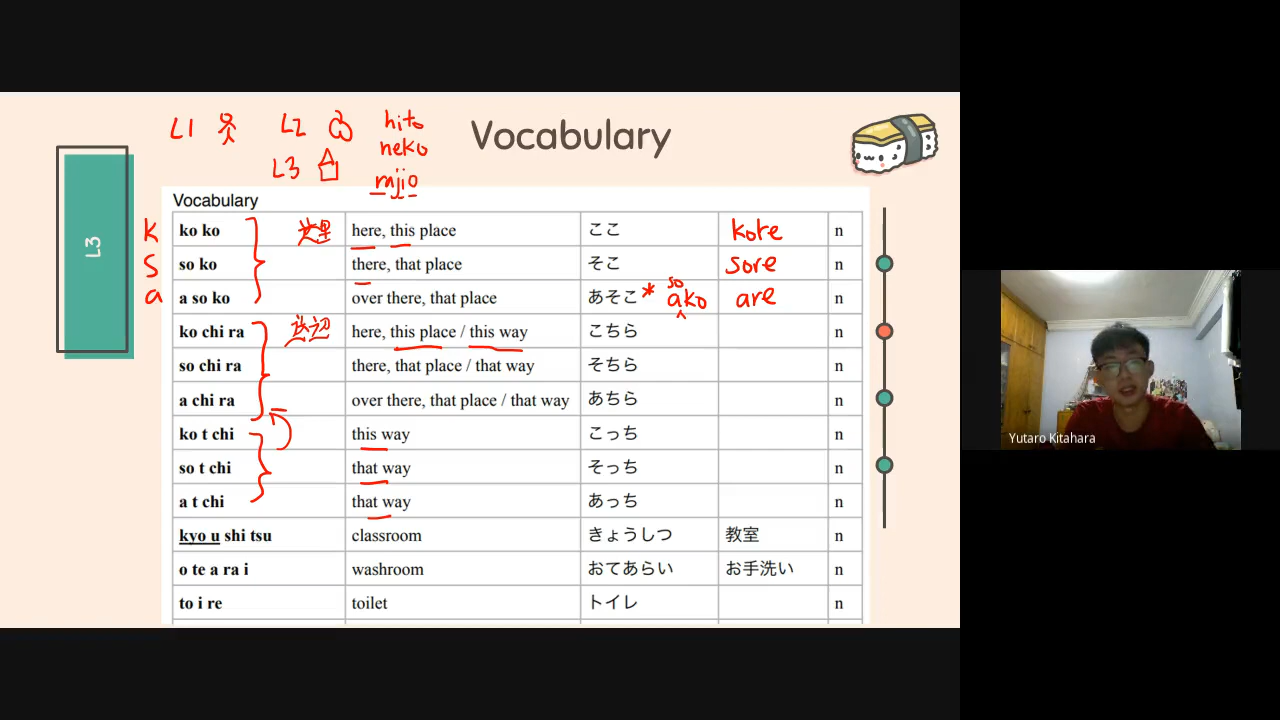 L1 L2 hito Vocabulary
neko
L3 mjio
Vocabulary
L3
K ko ko 这里 here, this place ここ kore n
S so ko there, that place そこ sore n
a a so ko over there, that place あそこ * so ako are n
ko chi ra 这边 here, this place / this way こちら n
so chi ra there, that place / that way そちら n
a chi ra over there, that place / that way あちら n
ko t chi this way こっち n
so t chi that way そっち n
a t chi that way あっち n
kyo u shi tsu classroom きょうしつ 教室 n
o te a ra i washroom おてあらい お手洗い n
to i re toilet トイレ n
Yutaro Kitahara